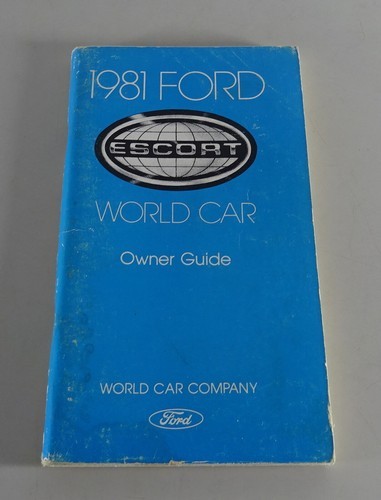 1981 FORD
ESCORT
WORLD CAR
Owner Guide
WORLD CAR COMPANY
Ford